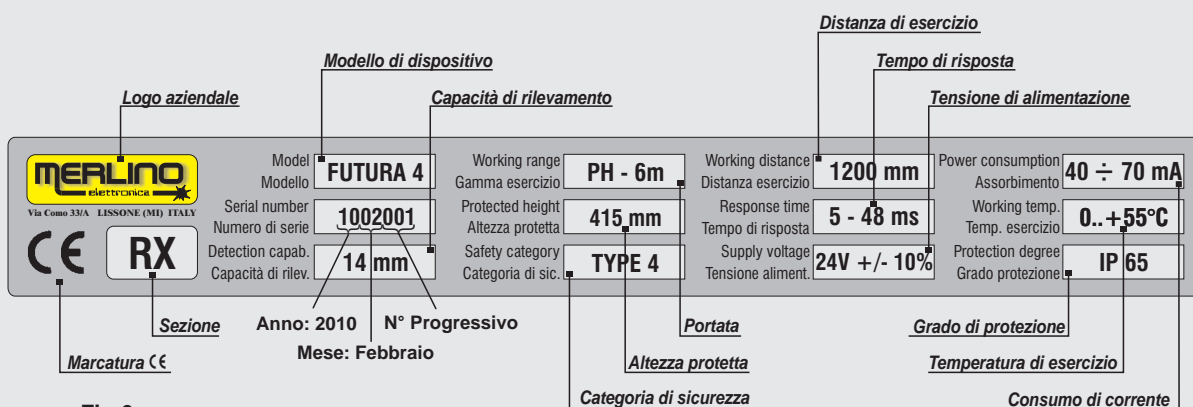 Distanza di esercizio
Modello di dispositivo
Tempo di risposta
Logo aziendale
Capacità di rilevamento
Tensione di alimentazione
MERLINO
elettronica
Via Como 33/A LISSONE (MI) ITALY
CE
RX
Model
Modello
FUTURA 4
Serial number
Numero di serie
1002001
Detection capab.
Capacità di rilev.
14 mm
Working range
Gamma esercizio
PH - 6m
Protected height
Altezza protetta
415 mm
Safety category
Categoria di sic.
TYPE 4
Working distance
Distanza esercizio
1200 mm
Response time
Tempo di risposta
5 - 48 ms
Supply voltage
Tensione aliment.
24V +/- 10%
Power consumption
Assorbimento
40 ÷ 70 mA
Working temp.
Temp. esercizio
0..+55°C
Protection degree
Grado protezione
IP 65
Sezione
Anno: 2010
N° Progressivo
Portata
Grado di protezione
Mese: Febbraio
Marcatura CE
Altezza protetta
Temperatura di esercizio
Categoria di sicurezza
Consumo di corrente